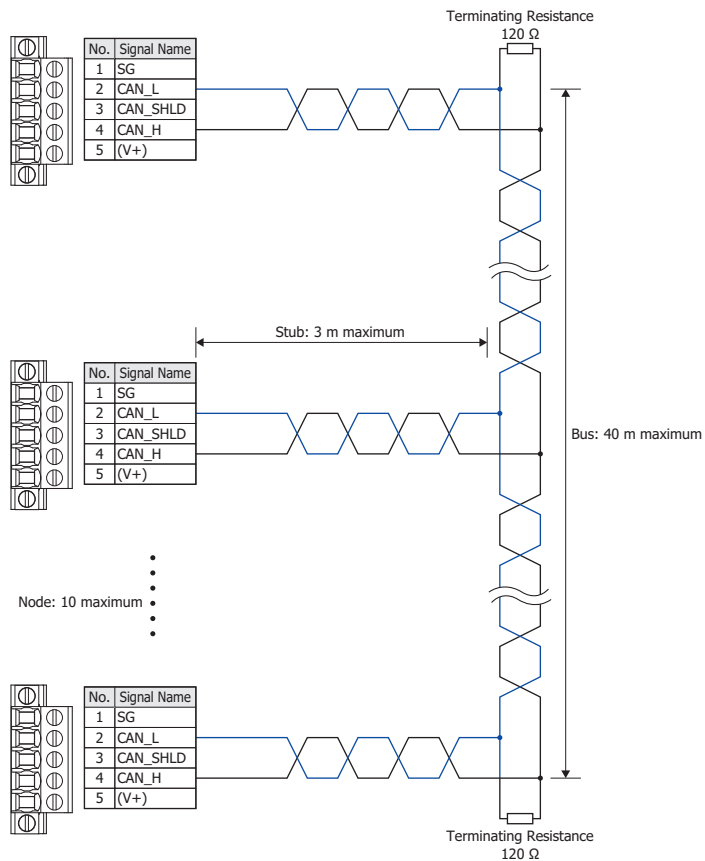 Terminating Resistance
120 Ω
No. Signal Name
1 SG
2 CAN_L
3 CAN_SHLD
4 CAN_H
5 (V+)
Stub: 3 m maximum
No. Signal Name
1 SG
2 CAN_L
3 CAN_SHLD
4 CAN_H
5 (V+)
Bus: 40 m maximum
Node: 10 maximum
No. Signal Name
1 SG
2 CAN_L
3 CAN_SHLD
4 CAN_H
5 (V+)
Terminating Resistance
120 Ω